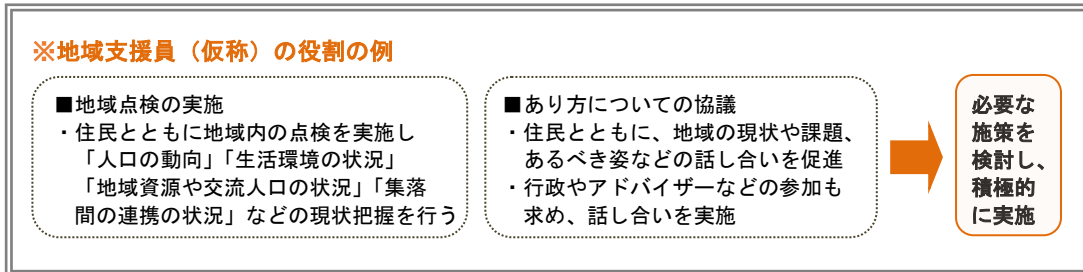 ※地域支援員（仮称）の役割の例
■地域点検の実施
・住民とともに地域内の点検を実施し
「人口の動向」「生活環境の状況」
「地域資源や交流人口の状況」「集落
間の連携の状況」などの現状把握を行う
■あり方についての協議
・住民とともに、地域の現状や課題、
あるべき姿などの話し合いを促進
・行政やアドバイザーなどの参加も
求め、話し合いを実施
必要な
施策を
検討し、
積極的
に実施